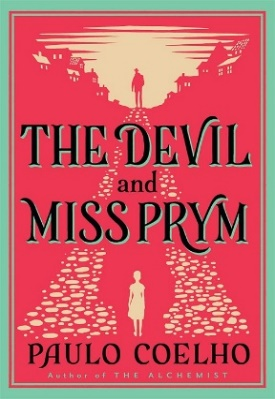 THE DEVIL
and
MISS PRYM
PAULO COELHO
Author of THE ALCHEMIST